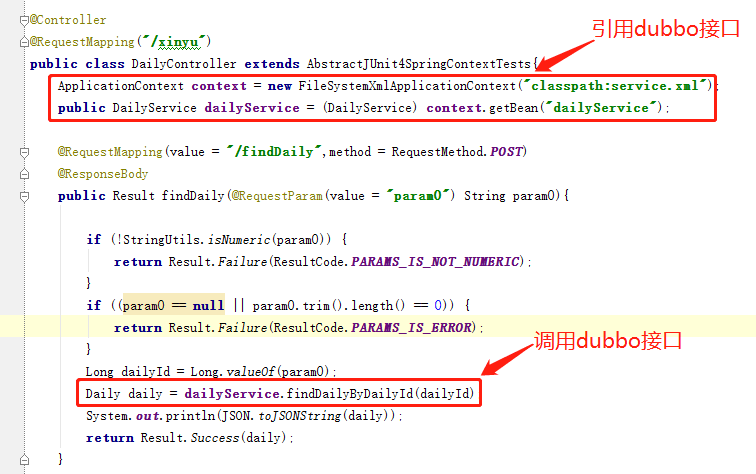 @Controller
引用dubbo接口
@RequestMapping("/xinyu")
public class DailyController extends AbstractJUnit4SpringContextTests{
ApplicationContext context = new FileSystemXmlApplicationContext("classpath:service.xml");
public DailyService dailyService = (DailyService) context.getBean("dailyService");
@RequestMapping(value = "/findDaily",method = RequestMethod.POST)
@ResponseBody
public Result findDaily(@RequestParam(value = "param0") String param0){
if (!StringUtils.isNumeric(param0)) {
return Result.Failure(ResultCode.PARAMS_IS_NOT_NUMERIC);
}
if ((param0 == null || param0.trim().length() == 0)) {
return Result.Failure(ResultCode.PARAMS_IS_ERROR);
}
调用dubbo接口
Long dailyId = Long.valueOf(param0);
Daily daily = dailyService.findDailyByDailyId(dailyId)
System.out.println(JSON.toJSONString(daily));
return Result.Success(daily);
}